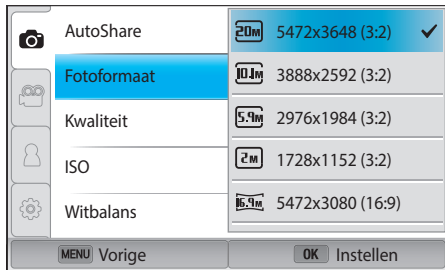 AutoShare
Fotoformaat
Kwaliteit
ISO
Witbalans
20M 5472x3648 (3:2)
10.1M 3888x2592 (3:2)
5.9M 2976x1984 (3:2)
2M 1728x1152 (3:2)
16.9M 5472x3080 (16:9)
MENU Vorige
OK Instellen